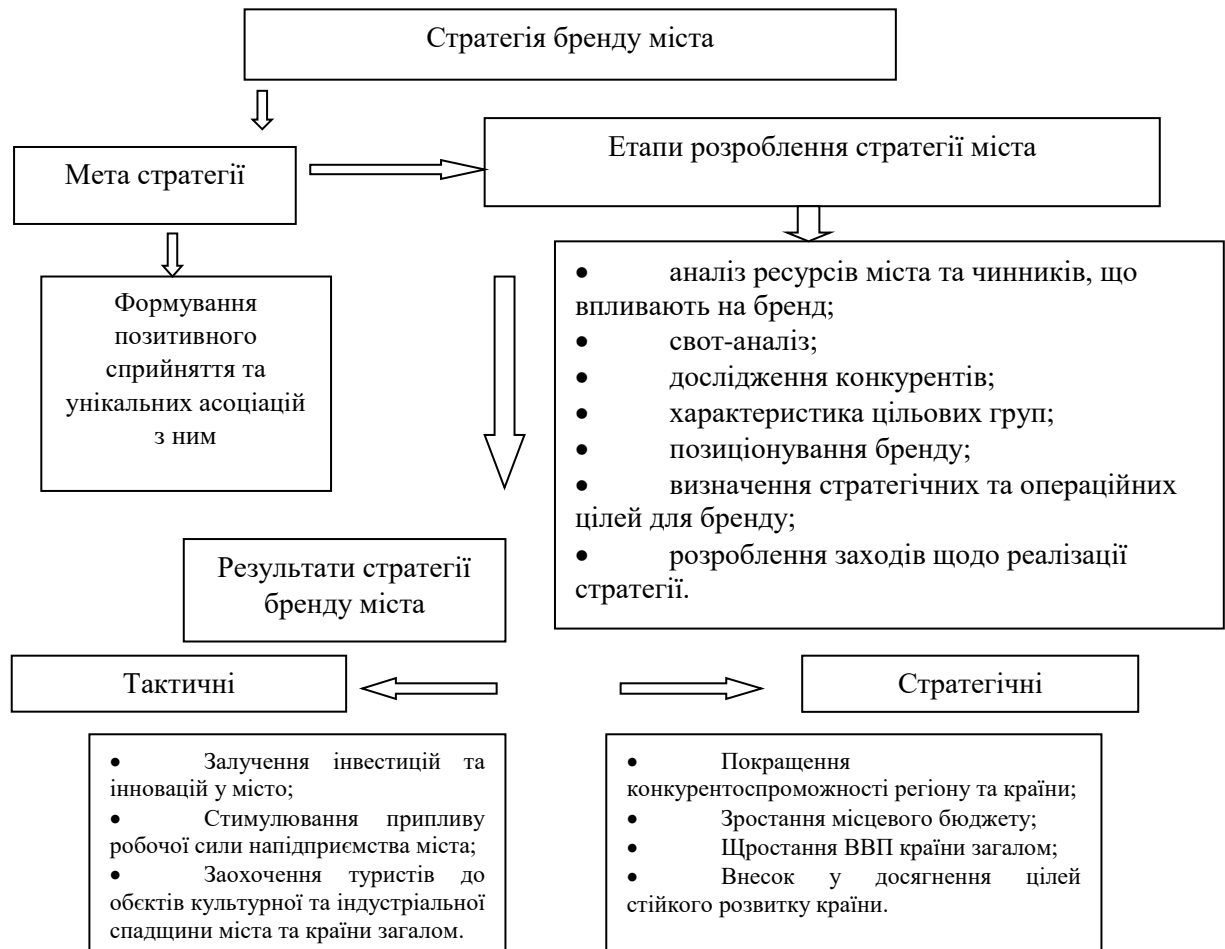 Стратегія бренду міста
Мета стратегії
Етапи розроблення стратегії міста
Формування
позитивного
сприйняття та
унікальних асоціацій
з ним
• аналіз ресурсів міста та чинників, що
впливають на бренд;
• свот-аналіз;
• дослідження конкурентів;
• характеристика цільових груп;
• позиціонування бренду;
• визначення стратегічних та операційних
цілей для бренду;
• розроблення заходів щодо реалізації
стратегії.
Результати стратегії
бренду міста
Тактичні
Стратегічні
• Залучення інвестицій та
інновацій у місто;
• Стимулювання припливу
робочої сили напідприємства міста;
• Заохочення туристів до
обєктів культурної та індустріальної
спадщини міста та країни загалом.
• Покращення
конкурентоспроможності регіону та країни;
• Зростання місцевого бюджету;
• Щростання ВВП країни загалом;
• Внесок у досягнення цілей
стійкого розвитку країни.